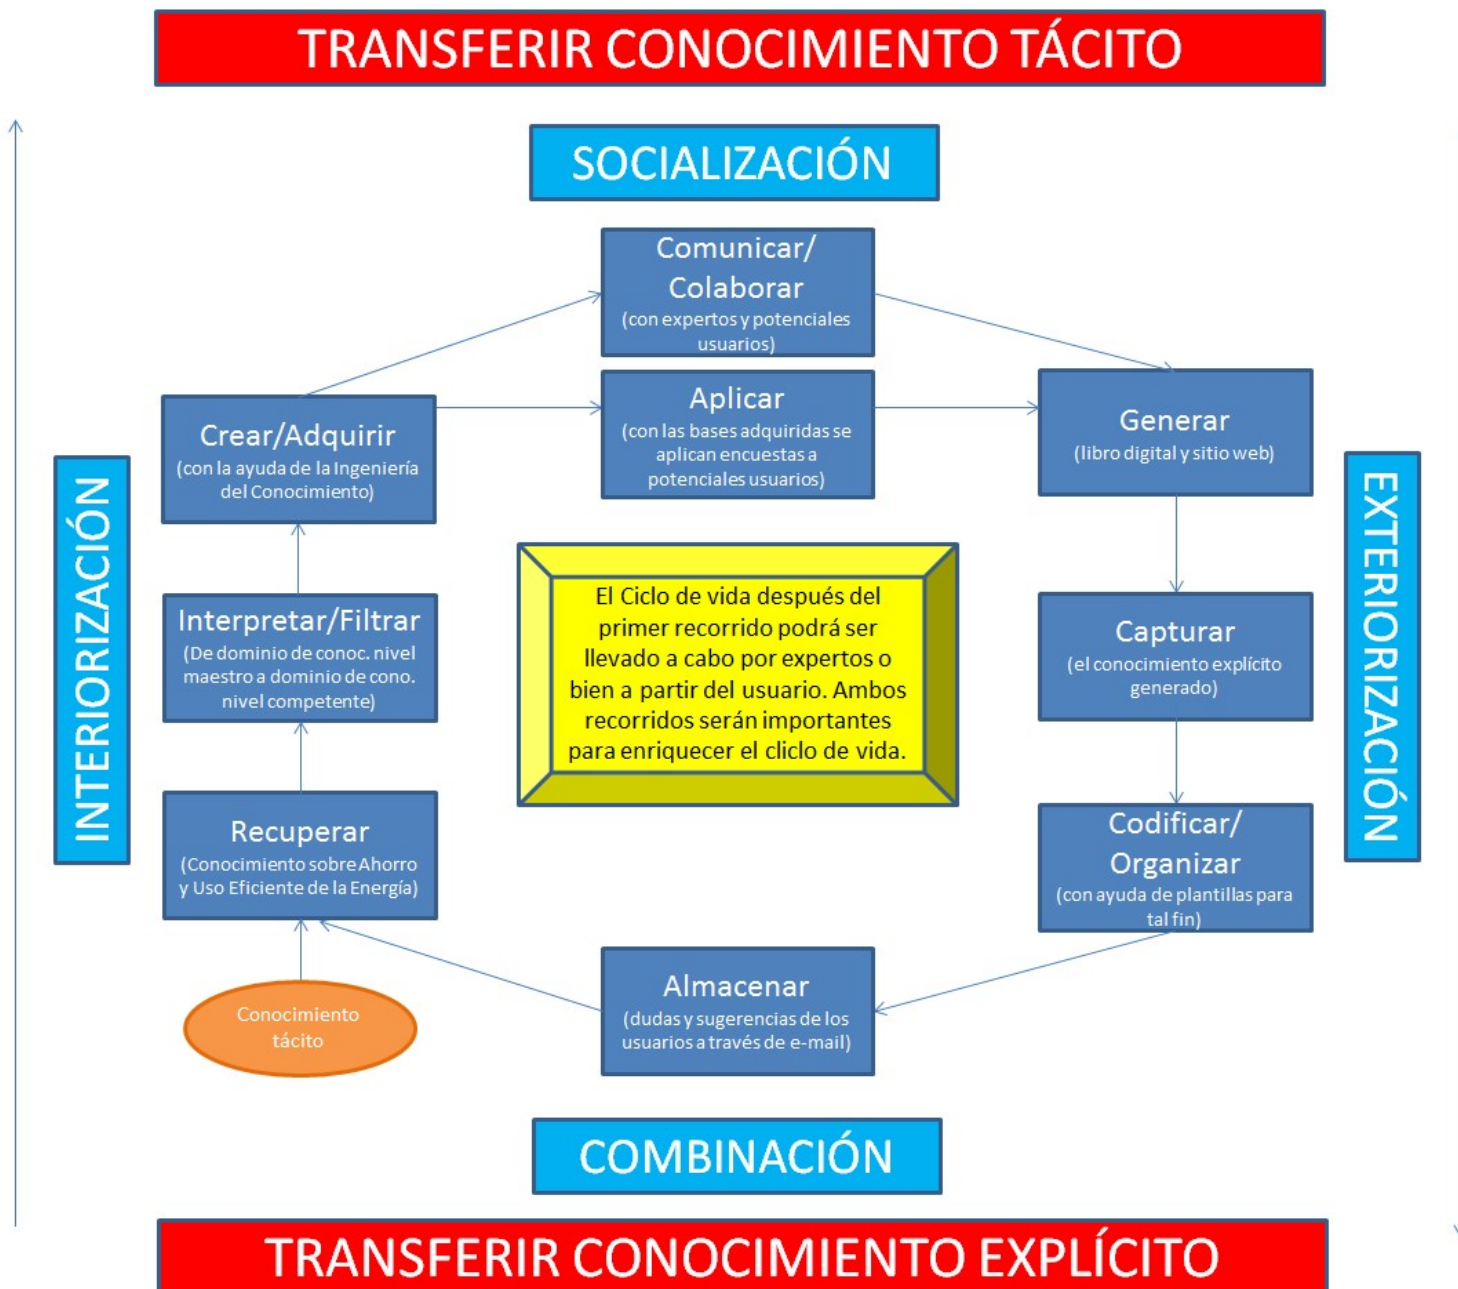 TRANSFERIR CONOCIMIENTO TÁCITO
SOCIALIZACIÓN
Comunicar/
Colaborar
(con expertos y potenciales
usuarios)
Aplicar
(con las bases adquiridas se
aplican encuestas a
potenciales usuarios)
Crear/Adquirir
(con la ayuda de la Ingeniería
del Conocimiento)
Generar
(libro digital y sitio web)
INTERIORIZACIÓN
EXTERIORIZACIÓN
Interpretar/Filtrar
(De dominio de conoc. nivel
maestro a dominio de cono.
nivel competente)
El Ciclo de vida después del
primer recorrido podrá ser
llevado a cabo por expertos o
bien a partir del usuario. Ambos
recorridos serán importantes
para enriquecer el cliclo de vida.
Capturar
(el conocimiento explícito
generado)
Recuperar
(Conocimiento sobre Ahorro
y Uso Eficiente de la Energía)
Codificar/
Organizar
(con ayuda de plantillas para
tal fin)
Conocimiento
tácito
Almacenar
(dudas y sugerencias de los
usuarios a través de e-mail)
COMBINACIÓN
TRANSFERIR CONOCIMIENTO EXPLÍCITO